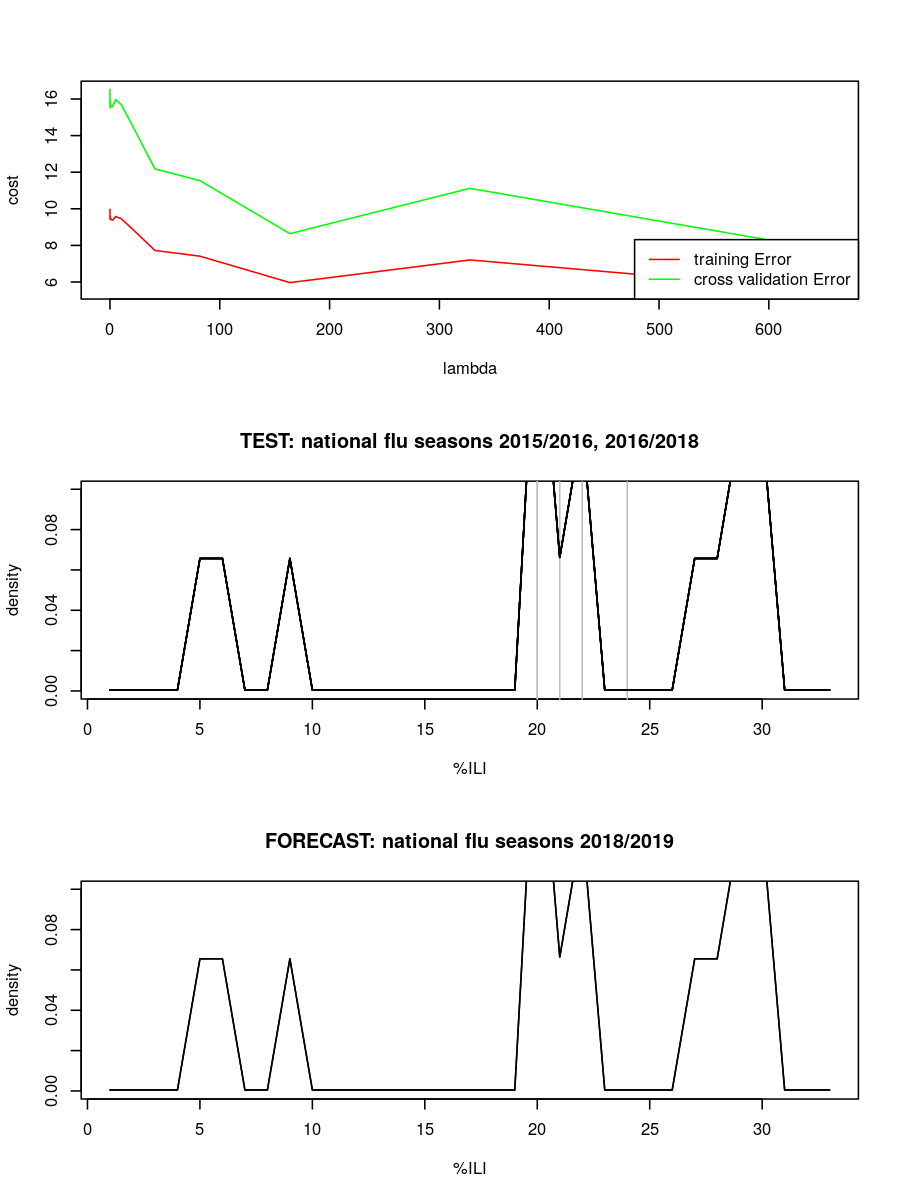 16
14
12
10
8
6
cost
training Error
cross validation Error
0 100 200 300 400 500 600
lambda
TEST: national flu seasons 2015/2016, 2016/2018
0.08
0.04
0.00
density
0 5 10 15 20 25 30
%ILI
FORECAST: national flu seasons 2018/2019
0.08
0.04
0.00
density
0 5 10 15 20 25 30
%ILI